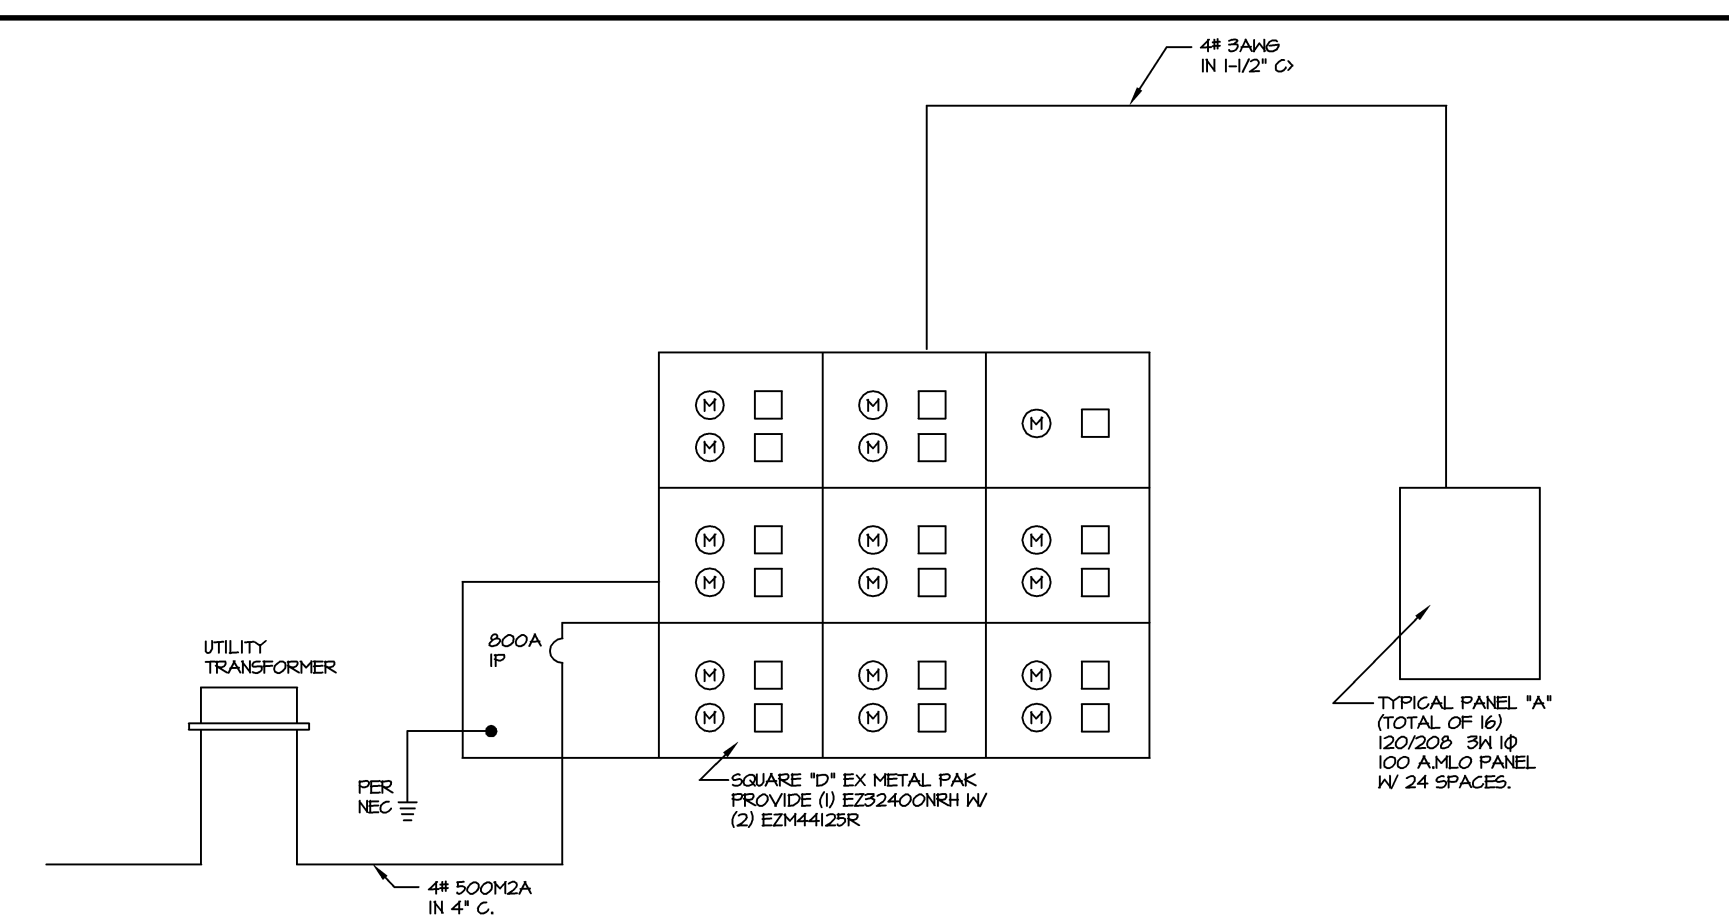 4# 3AWG
IN 1-1/2" C>
M M
M M
M
M M M
M M M
800A
1P
UTILITY
TRANSFORMER
M M M
M M M
TYPICAL PANEL "A"
(TOTAL OF 16)
120/208 3W 1Φ
100 A.MLO PANEL
W/ 24 SPACES.
PER
NEC
SQUARE "D" EX METAL PAK
PROVIDE (1) EZ32400NRH W/
(2) EZM44125R
4# 500M2A
IN 4" C.